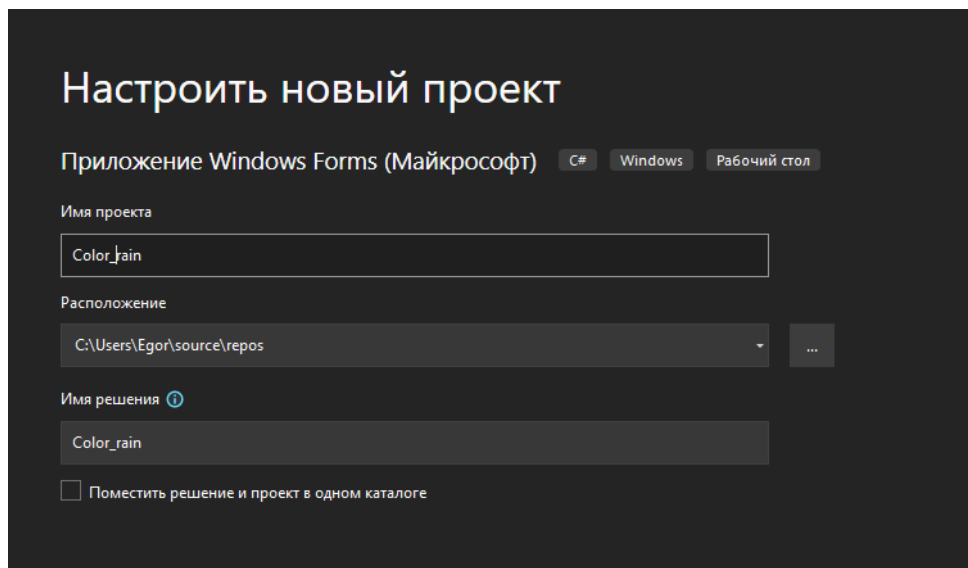 Настроить новый проект
Приложение Windows Forms (Майкрософт) C# Windows Рабочий стол
Имя проекта
Color_rain
Расположение
C:\Users\Egor\source\repos
...
Имя решения
Color_rain
Поместить решение и проект в одном каталоге